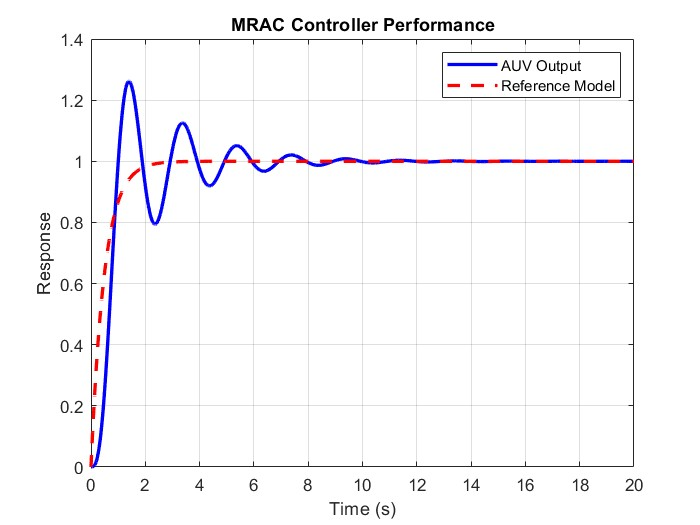 MRAC Controller Performance
AUV Output
Reference Model
1.4
1.2
1
0.8
0.6
0.4
0.2
0
Response
0 2 4 6 8 10 12 14 16 18 20
Time (s)